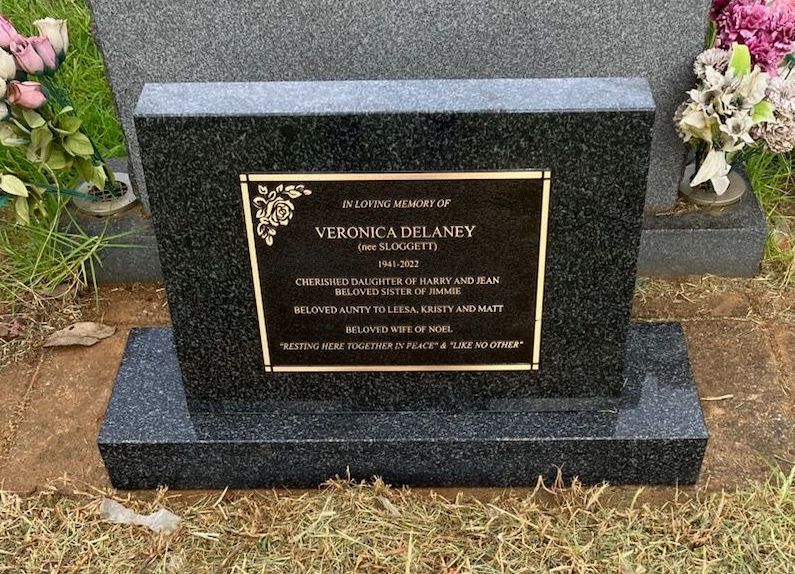 IN LOVING MEMORY OF
VERONICA DELANEY
(nee SLOGGETT)
1941-2022
CHERISHED DAUGHTER OF HARRY AND JEAN
BELOVED SISTER OF JIMMIE
BELOVED AUNTY TO LEESA, KRISTY AND MATT
BELOVED WIFE OF NOEL
"RESTING HERE TOGETHER IN PEACE" & "LIKE NO OTHER"